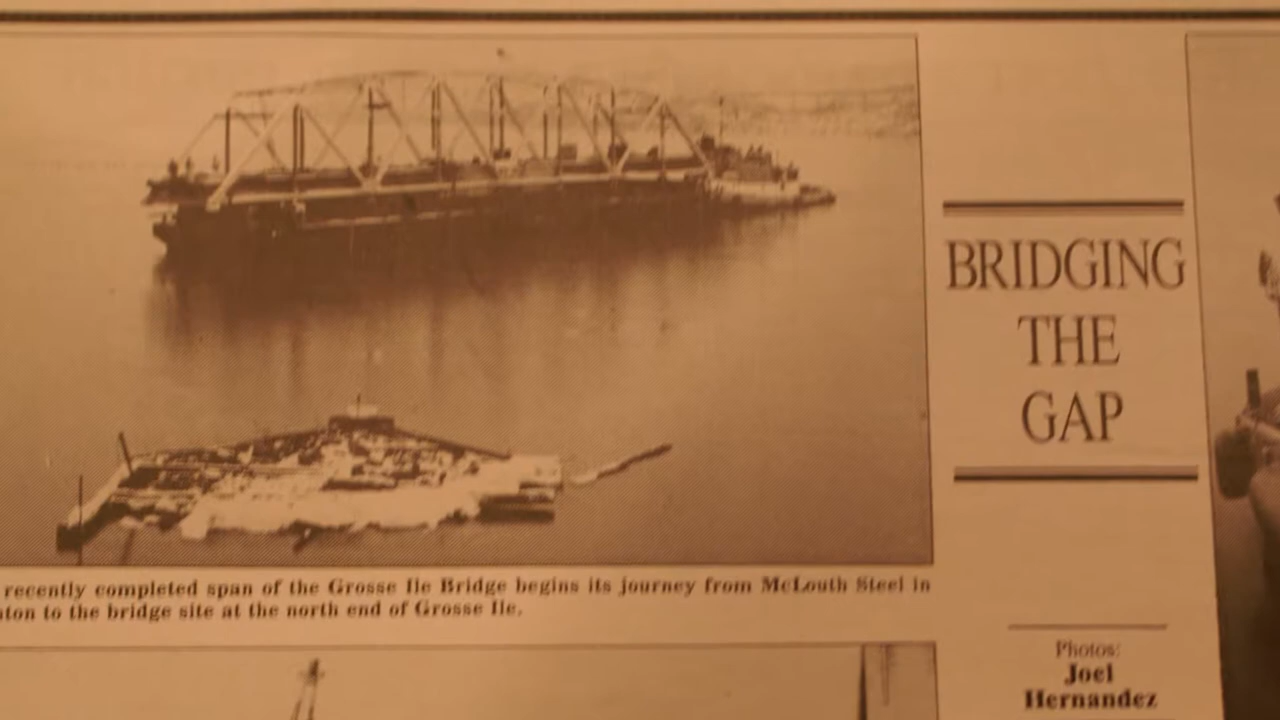 recently completed span of the Grosse Ile Bridge begins its journey from McLouth Steel in
to the bridge site at the north end of Grosse Ile.
BRIDGING
THE
GAP
Photos:
Joel
Hernandez